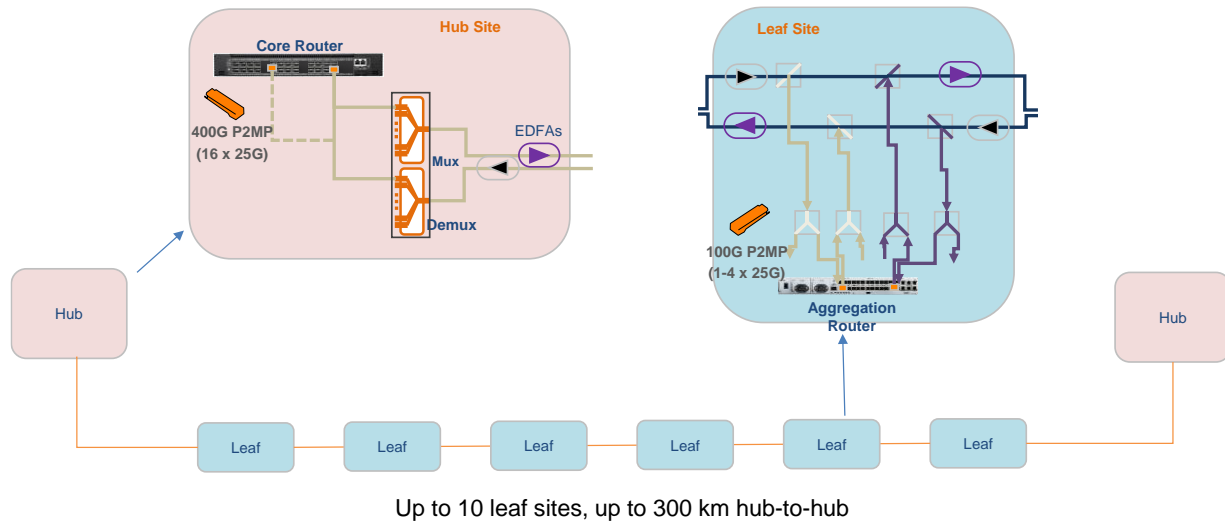 Hub Site
Core Router
400G P2MP
(16 x 25G)
Mux
Demux
EDFAs
Leaf Site
100G P2MP
(1-4 x 25G)
Aggregation
Router
Hub
Hub
Leaf
Leaf
Leaf
Leaf
Leaf
Leaf
Up to 10 leaf sites, up to 300 km hub-to-hub